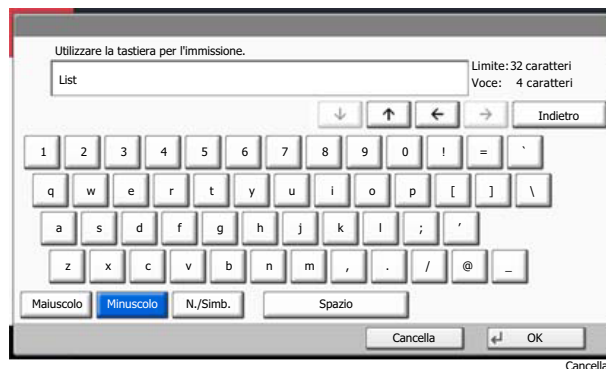 Utilizzare la tastiera per l'immissione.
Limite: 32 caratteri
List
Voce: 4 caratteri
↓ ↑ ← → Indietro
1 2 3 4 5 6 7 8 9 0 ! = `
q w e r t y u i o p [ ] \
a s d f g h j k l ; ′
z x c v b n m , . / @ _
Maiuscolo Minuscolo N./Simb. Spazio
Cancella ↵ OK
Cancella